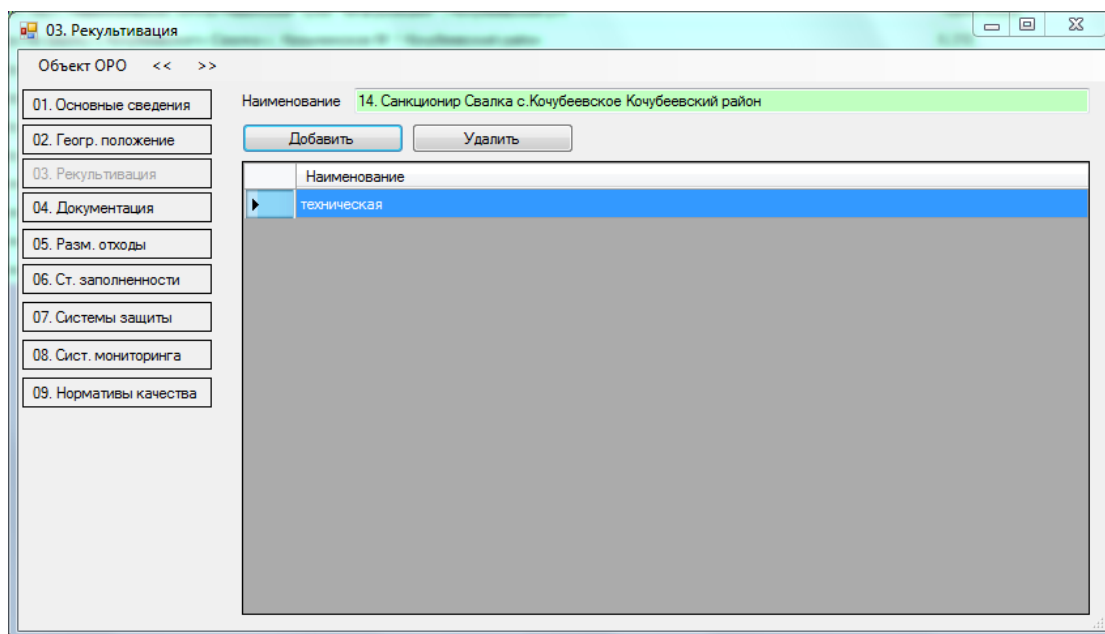 03. Рекультивация
Объект ОРО << >>
01. Основные сведения
Наименование 14. Санкционир Свалка с.Кочубеевское Кочубеевский район
02. Геогр. положение
Добавить Удалить
03. Рекультивация
Наименование
04. Документация
техническая
05. Разм. отходы
06. Ст. заполненности
07. Системы защиты
08. Сист. мониторинга
09. Нормативы качества